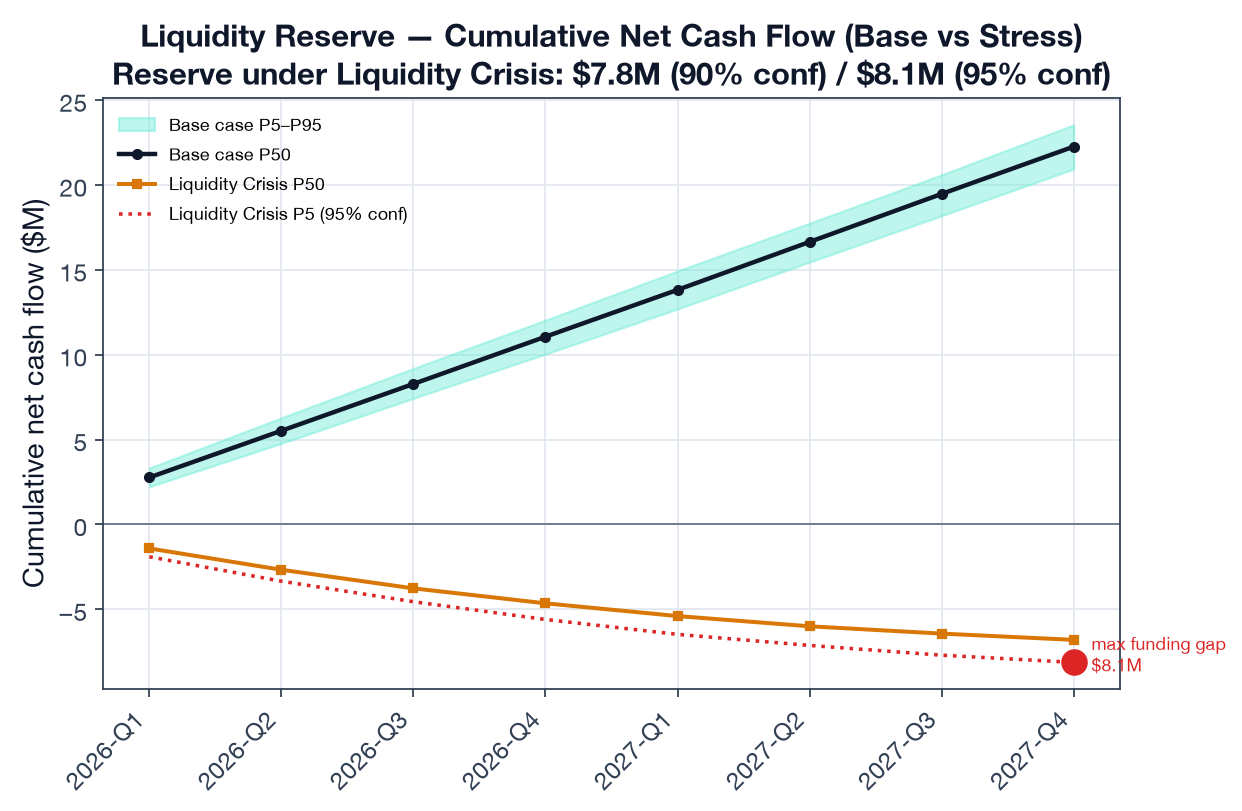 Liquidity Reserve — Cumulative Net Cash Flow (Base vs Stress)
Reserve under Liquidity Crisis: $7.8M (90% conf) / $8.1M (95% conf)
Cumulative net cash flow ($M)
25
20
15
10
5
0
−5
Base case P5–P95
Base case P50
Liquidity Crisis P50
Liquidity Crisis P5 (95% conf)
max funding gap
$8.1M
2026-Q1
2026-Q2
2026-Q3
2026-Q4
2027-Q1
2027-Q2
2027-Q3
2027-Q4